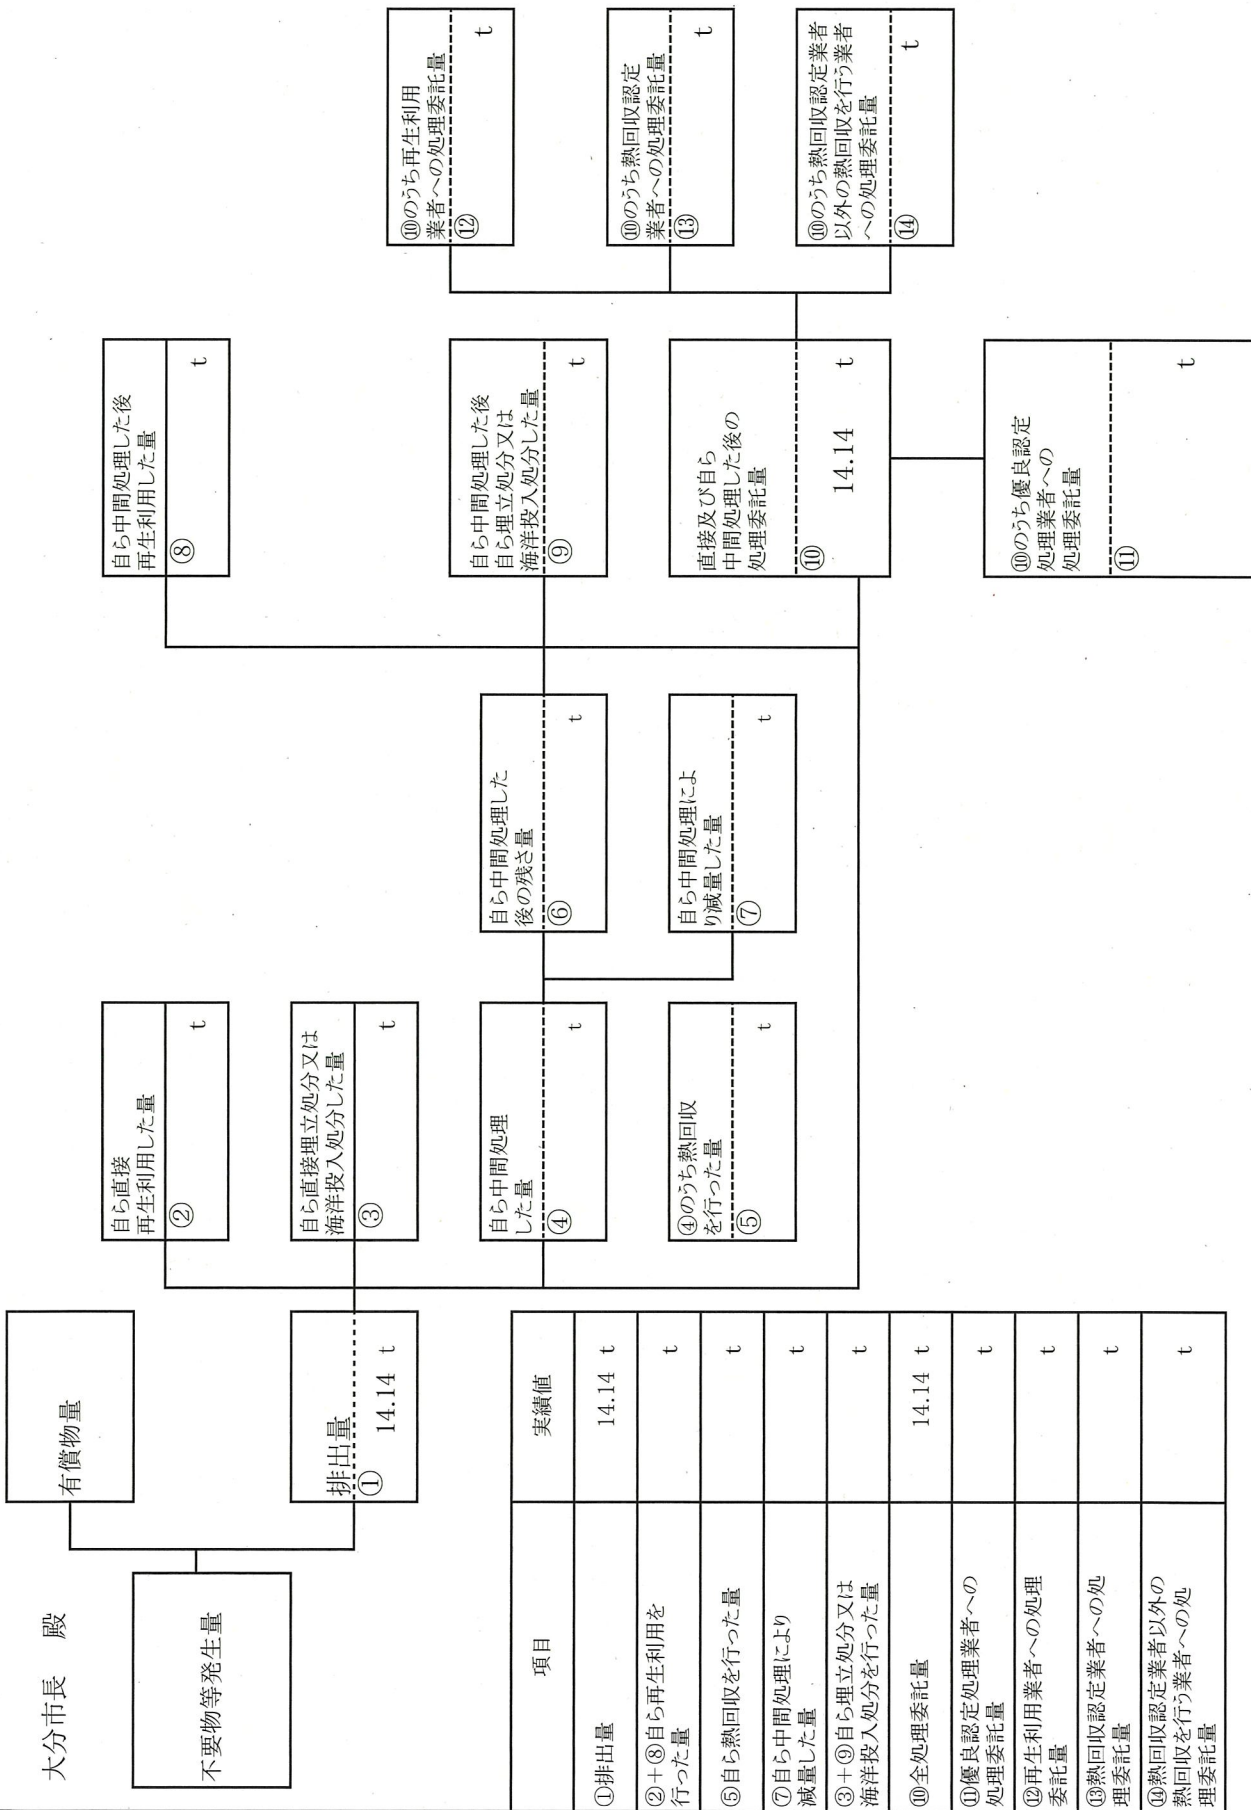 大分市長　殿
不要物等発生量
有償物量
排出量
①
14.14 t
自ら直接
再生利用した量
②
t
自ら直接埋立処分又は
海洋投入処分した量
③
t
自ら中間処理
した量
④
t
④のうち熱回収
を行った量
⑤
t
自ら中間処理した
後の残さ量
⑥
t
自ら中間処理によ
り減量した量
⑦
t
自ら中間処理した後
再生利用した量
⑧
t
自ら中間処理した後
自ら埋立処分又は
海洋投入処分した量
⑨
t
直接及び自ら
中間処理した後の
処理委託量
⑩
14.14 t
⑩のうち優良認定
処理業者への
処理委託量
⑪
t
⑩のうち再生利用
業者への処理委託量
⑫
t
⑩のうち熱回収認定
業者への処理委託量
⑬
t
⑩のうち熱回収認定業者
以外の熱回収を行う業者
への処理委託量
⑭
t
項目 実績値
①排出量 14.14 t
②+⑧自ら再生利用を
行った量
t
⑤自ら熱回収を行った量 t
⑦自ら中間処理により
減量した量
t
③+⑨自ら埋立処分又は
海洋投入処分を行った量
t
⑩全処理委託量 14.14 t
⑪優良認定処理業者への
処理委託量
t
⑫再生利用業者への処理
委託量
t
⑬熱回収認定業者への処
理委託量
t
⑭熱回収認定業者以外の
熱回収を行う業者への処
理委託量
t